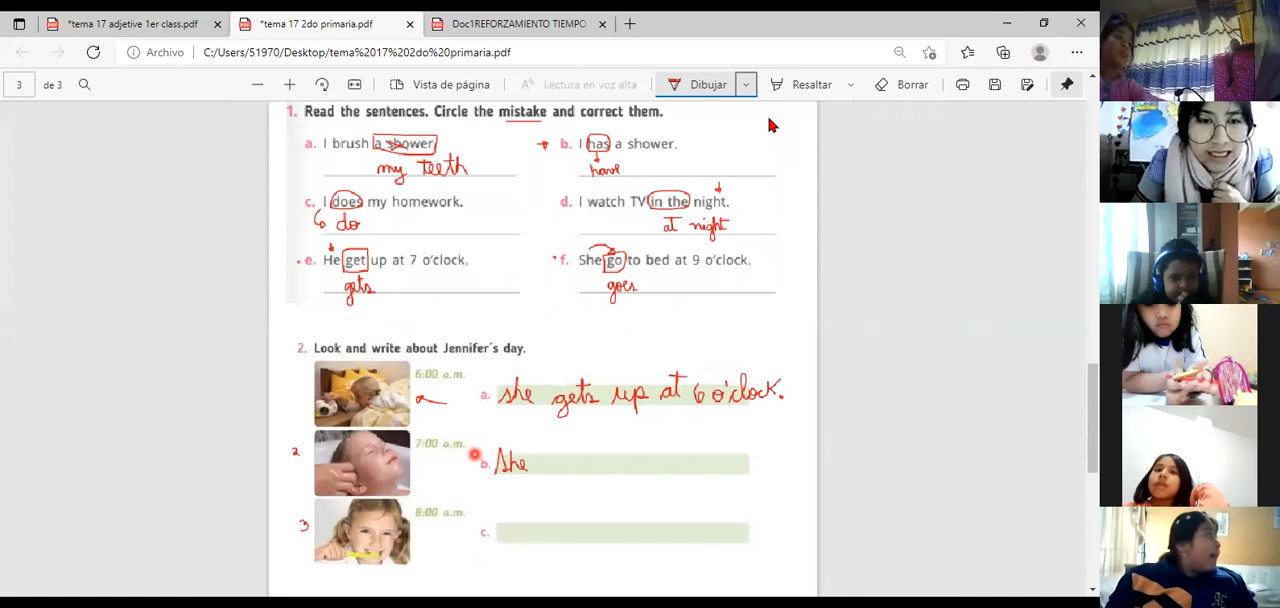 *tema 17 adjetive 1er class.pdf
*tema 17 2do primaria.pdf
Doc1REFORZAMIENTO TIEMPO
Archivo
C:/Users/51970/Desktop/tema%2017%202do%20primaria.pdf
3 de 3
Vista de página
Lectura en voz alta
Dibujar
Resaltar
Borrar
1. Read the sentences. Circle the mistake and correct them.
a. I brush a shower.
my teeth
b. I has a shower.
have
c. I does my homework.
do
d. I watch TV in the night.
at night
e. He get up at 7 o'clock.
gets
f. She go to bed at 9 o'clock.
goes
2. Look and write about Jennifer's day.
6:00 a.m.
a. she gets up at 6 o'clock.
2
7:00 a.m.
b. She
3
8:00 a.m.
c.